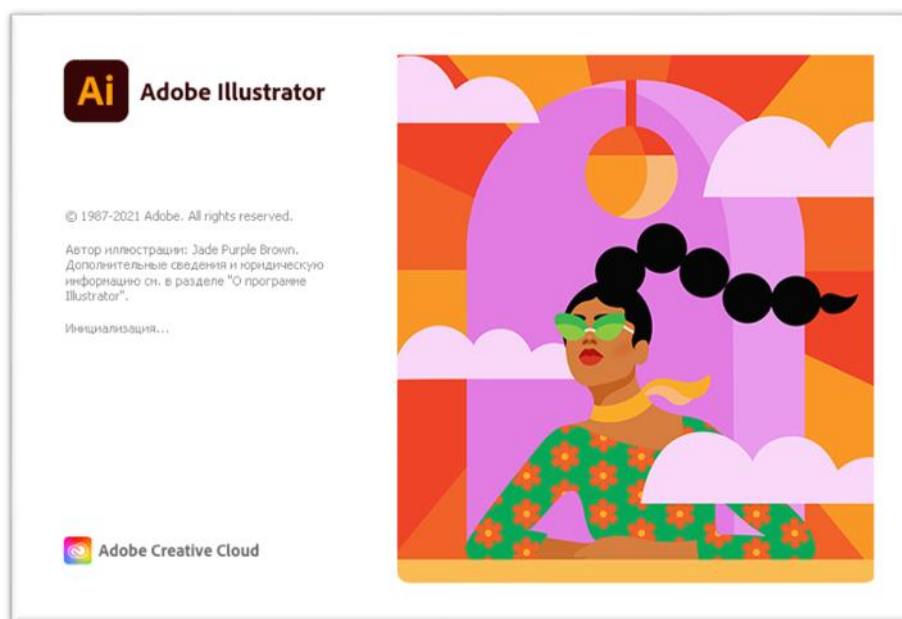 Ai Adobe Illustrator
© 1987-2021 Adobe. All rights reserved.
Автор иллюстрации: Jade Purple Brown.
Дополнительные сведения и юридическую
информацию см. в разделе "О программе
Illustrator".
Инициализация...
Adobe Creative Cloud